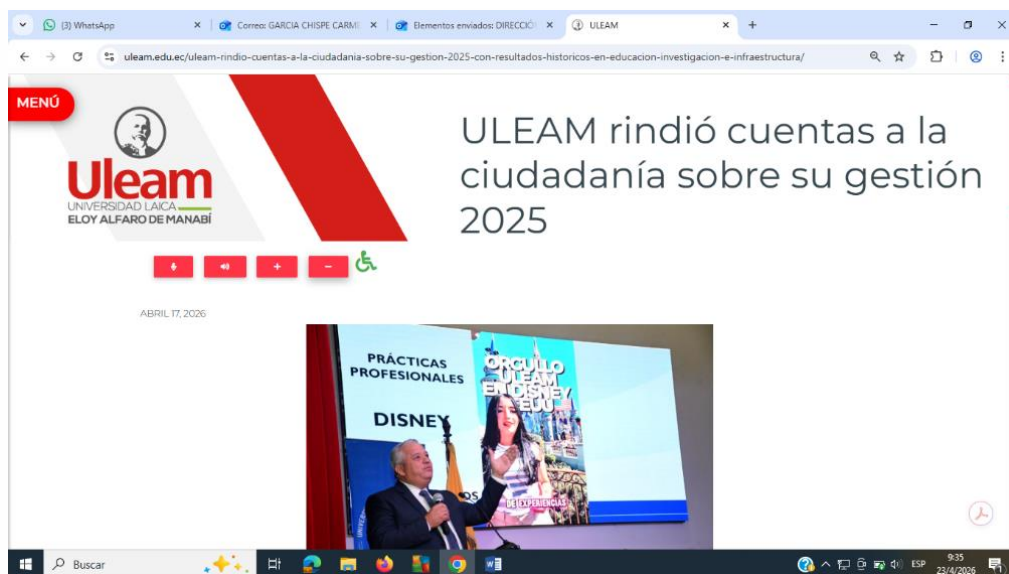 (3) WhatsApp
Correo: GARCIA CHISPE CARM
Elementos enviados: DIRECCIÓ
ULEAM
uleam.edu.ec/uleam-rindio-cuentas-a-la-ciudadania-sobre-su-gestion-2025-con-resultados-historicos-en-educacion-investigacion-e-infraestructura/
MENÚ
Uleam
UNIVERSIDAD LAICA
ELOY ALFARO DE MANABÍ
ULEAM rindió cuentas a la
ciudadanía sobre su gestión
2025
ABRIL 17, 2026
PRÁCTICAS
PROFESIONALES
DISNEY
ORGULLO
ULEAM
EN DISNEY
EEUU
DE EXPERIENCIAS
Buscar
ESP
9:35
23/4/2026